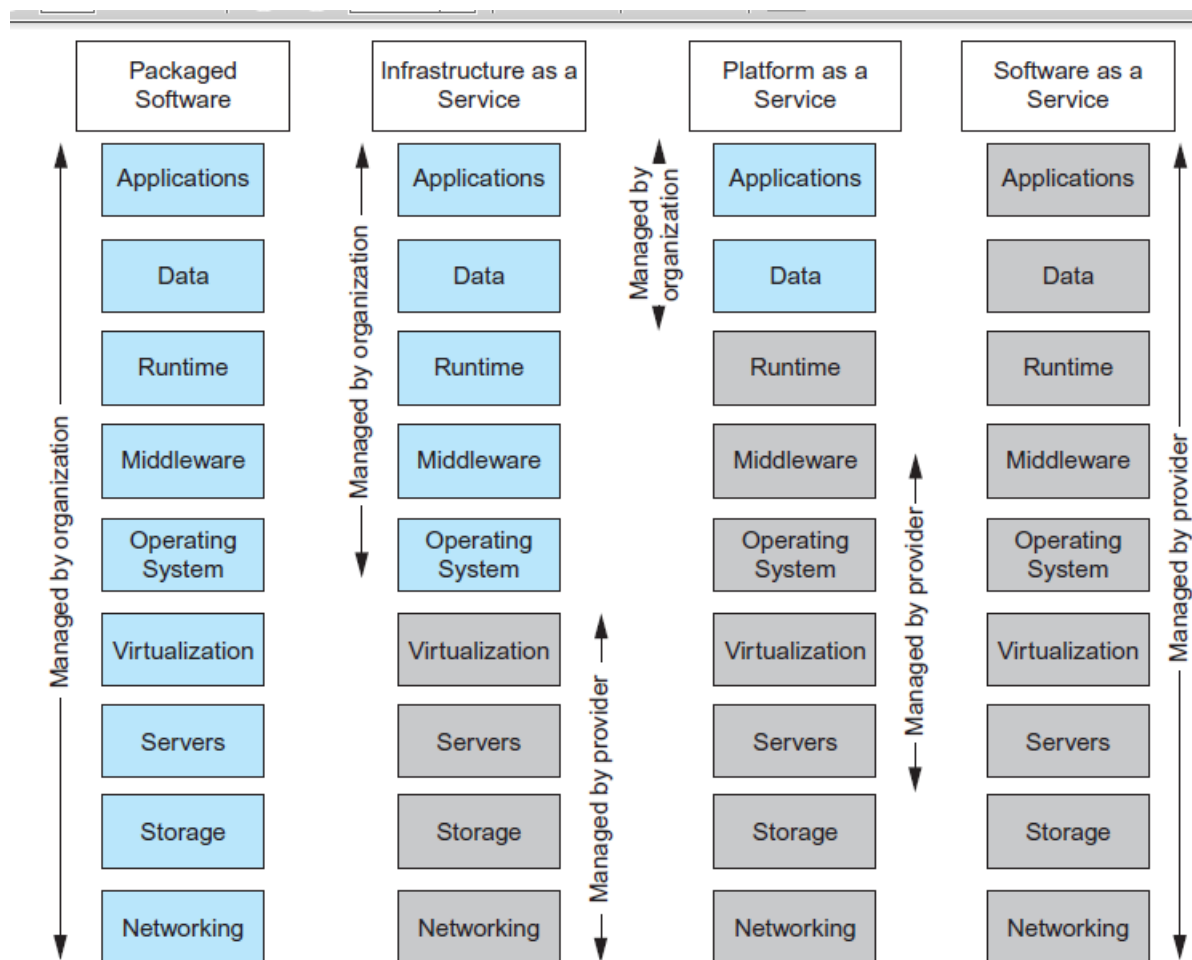 Packaged
Software
Infrastructure as a
Service
Platform as a
Service
Software as a
Service
Managed by organization
Applications
Data
Runtime
Middleware
Operating
System
Virtualization
Servers
Storage
Networking
Managed by organization
Managed by provider
Applications
Data
Runtime
Middleware
Operating
System
Virtualization
Servers
Storage
Networking
Managed by
organization
Managed by provider
Applications
Data
Runtime
Middleware
Operating
System
Virtualization
Servers
Storage
Networking
Managed by provider
Applications
Data
Runtime
Middleware
Operating
System
Virtualization
Servers
Storage
Networking